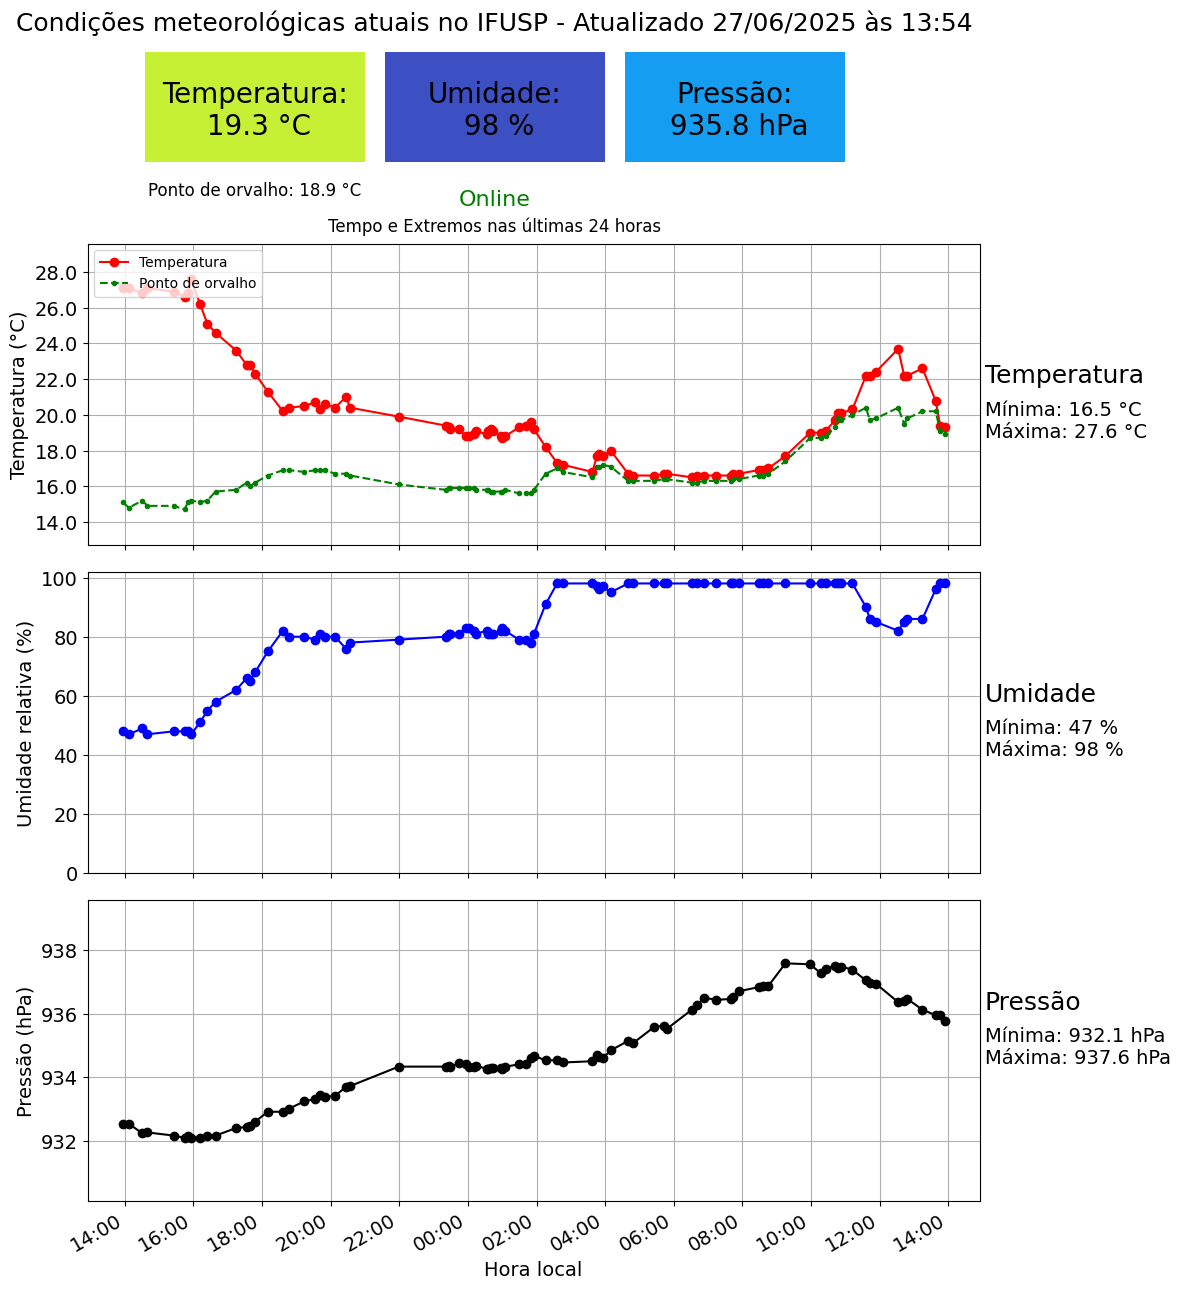 Condições meteorológicas atuais no IFUSP - Atualizado 27/06/2025 às 13:54
Temperatura:
19.3 °C
Umidade:
98 %
Pressão:
935.8 hPa
Ponto de orvalho: 18.9 °C
Online
Tempo e Extremos nas últimas 24 horas
Temperatura
Ponto de orvalho
Temperatura (°C)
28.0
26.0
24.0
22.0
20.0
18.0
16.0
14.0
Temperatura
Mínima: 16.5 °C
Máxima: 27.6 °C
Umidade relativa (%)
100
80
60
40
20
0
Umidade
Mínima: 47 %
Máxima: 98 %
Pressão (hPa)
938
936
934
932
Pressão
Mínima: 932.1 hPa
Máxima: 937.6 hPa
14:00
16:00
18:00
20:00
22:00
00:00
02:00
04:00
06:00
08:00
10:00
12:00
14:00
Hora local